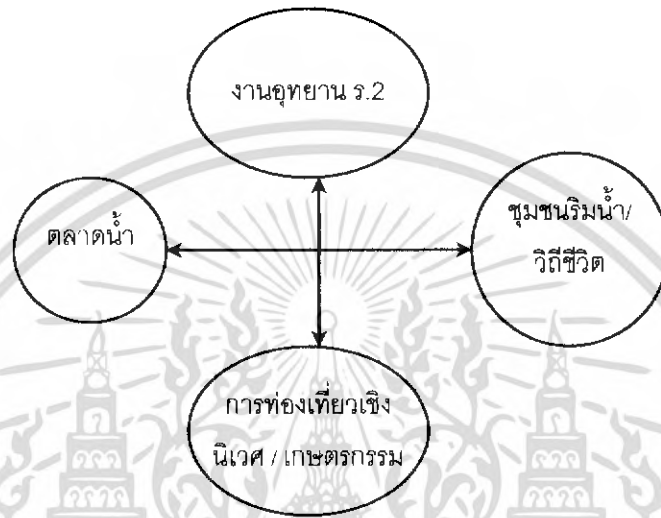 งานอุทยาน ร.2
ตลาดน้ำ
ชุมชนริมน้ำ/
วิถีชีวิต
การท่องเที่ยวเชิง
นิเวศ / เกษตรกรรม